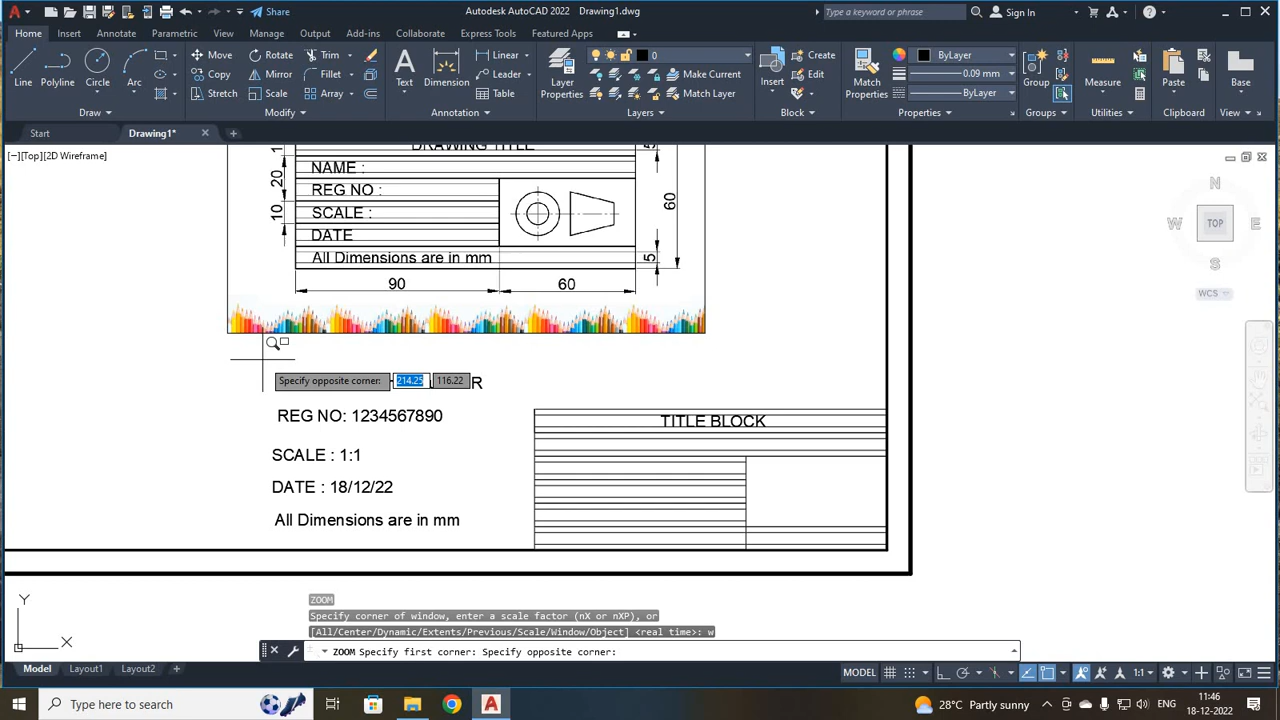 Share
Autodesk AutoCAD 2022 Drawing1.dwg
Type a keyword or phrase
Sign In
Home Insert Annotate Parametric View Manage Output Add-ins Collaborate Express Tools Featured Apps
Line
Polyline
Circle
Arc
Draw
Move
Copy
Stretch
Rotate
Mirror
Scale
Trim
Fillet
Array
Modify
Text
Dimension
Linear
Leader
Table
Annotation
Layer
Properties
0
Make Current
Match Layer
Layers
Insert
Create
Edit
Block
Match
Properties
ByLayer
0.09 mm
ByLayer
Properties
Group
Groups
Measure
Utilities
Paste
Clipboard
Base
View
Start
Drawing1*
[−][Top][2D Wireframe]
N
W TOP E
S
WCS
DRAWING TITLE
NAME :
REG NO :
SCALE :
DATE
All Dimensions are in mm
20
10
60
5
90
60
Specify opposite corner: 214.25 116.22 R
REG NO: 1234567890
SCALE : 1:1
DATE : 18/12/22
All Dimensions are in mm
TITLE BLOCK
Y
X
ZOOM
Specify corner of window, enter a scale factor (nX or nXP), or
[All/Center/Dynamic/Extents/Previous/Scale/Window/Object] <real time>: w
ZOOM Specify first corner: Specify opposite corner:
Model Layout1 Layout2 +
MODEL
1:1
Type here to search
28°C Partly sunny
ENG
11:46
18-12-2022